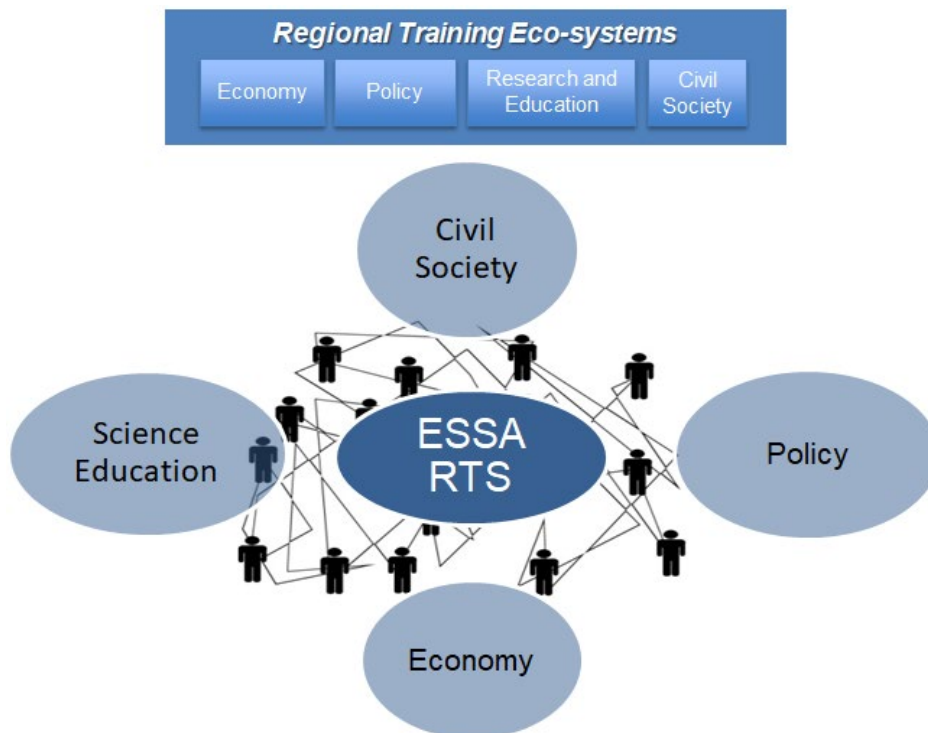 Regional Training Eco-systems
Economy
Policy
Research and
Education
Civil
Society
Civil
Society
Science
Education
ESSA
RTS
Policy
Economy